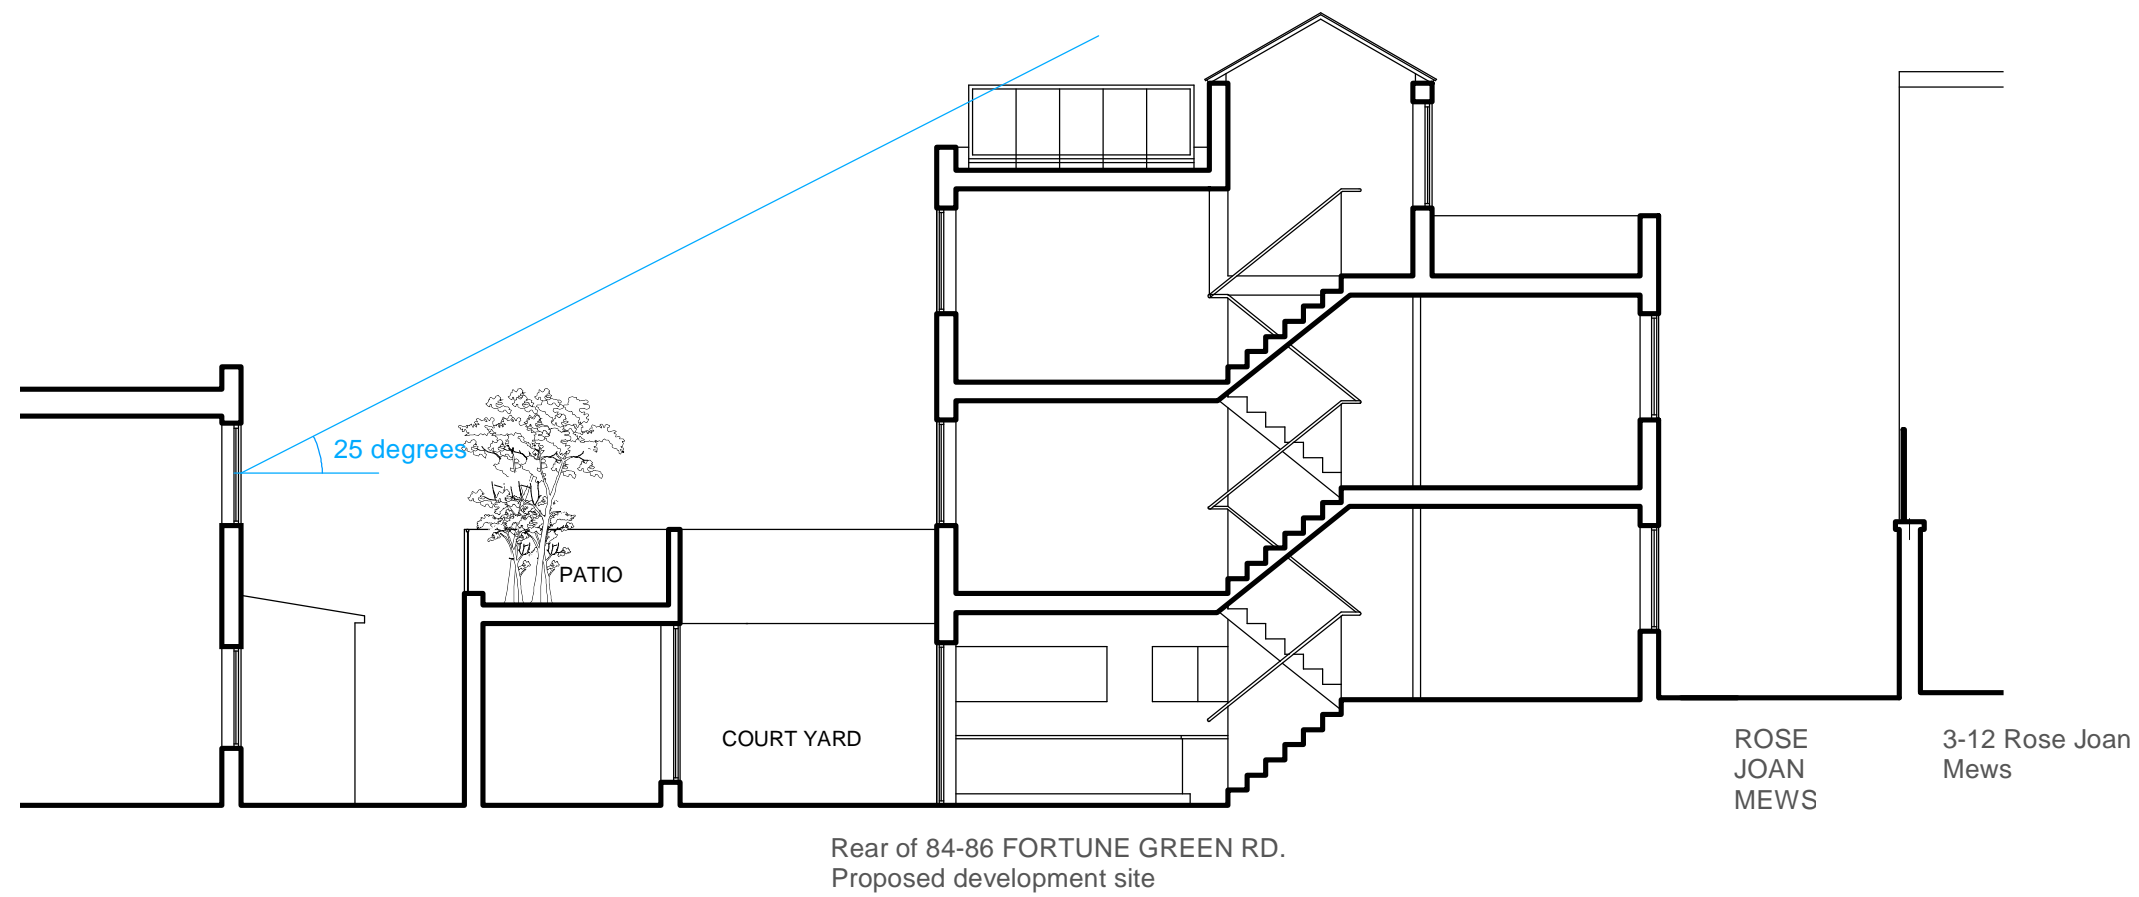 25 degrees
PATIO
COURT YARD
ROSE
JOAN
MEWS
3-12 Rose Joan
Mews
Rear of 84-86 FORTUNE GREEN RD.
Proposed development site